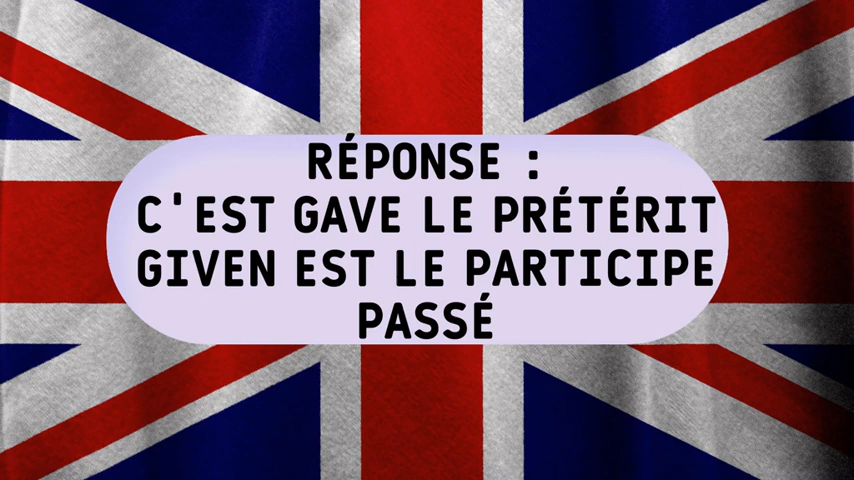 RÉPONSE :
C'EST GAVE LE PRÉTÉRIT
GIVEN EST LE PARTICIPE
PASSÉ